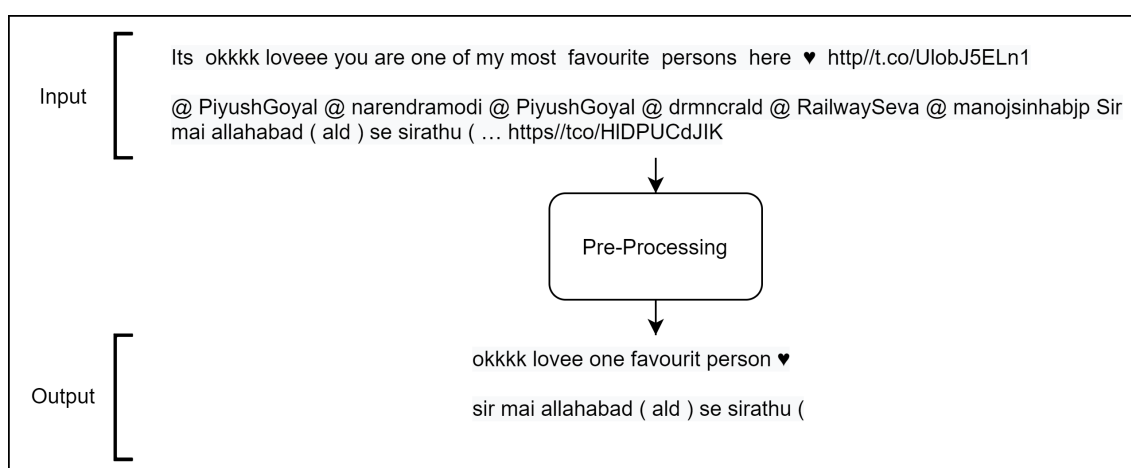 Input
Its okkkk loveee you are one of my most favourite persons here ♥ http//t.co/UlobJ5ELn1
@ PiyushGoyal @ narendramodi @ PiyushGoyal @ drmncrald @ RailwaySeva @ manojsinhabjp Sir
mai allahabad ( ald ) se sirathu ( … https//tco/HlDPUCdJIK
Pre-Processing
Output
okkkk lovee one favourit person ♥
sir mai allahabad ( ald ) se sirathu (